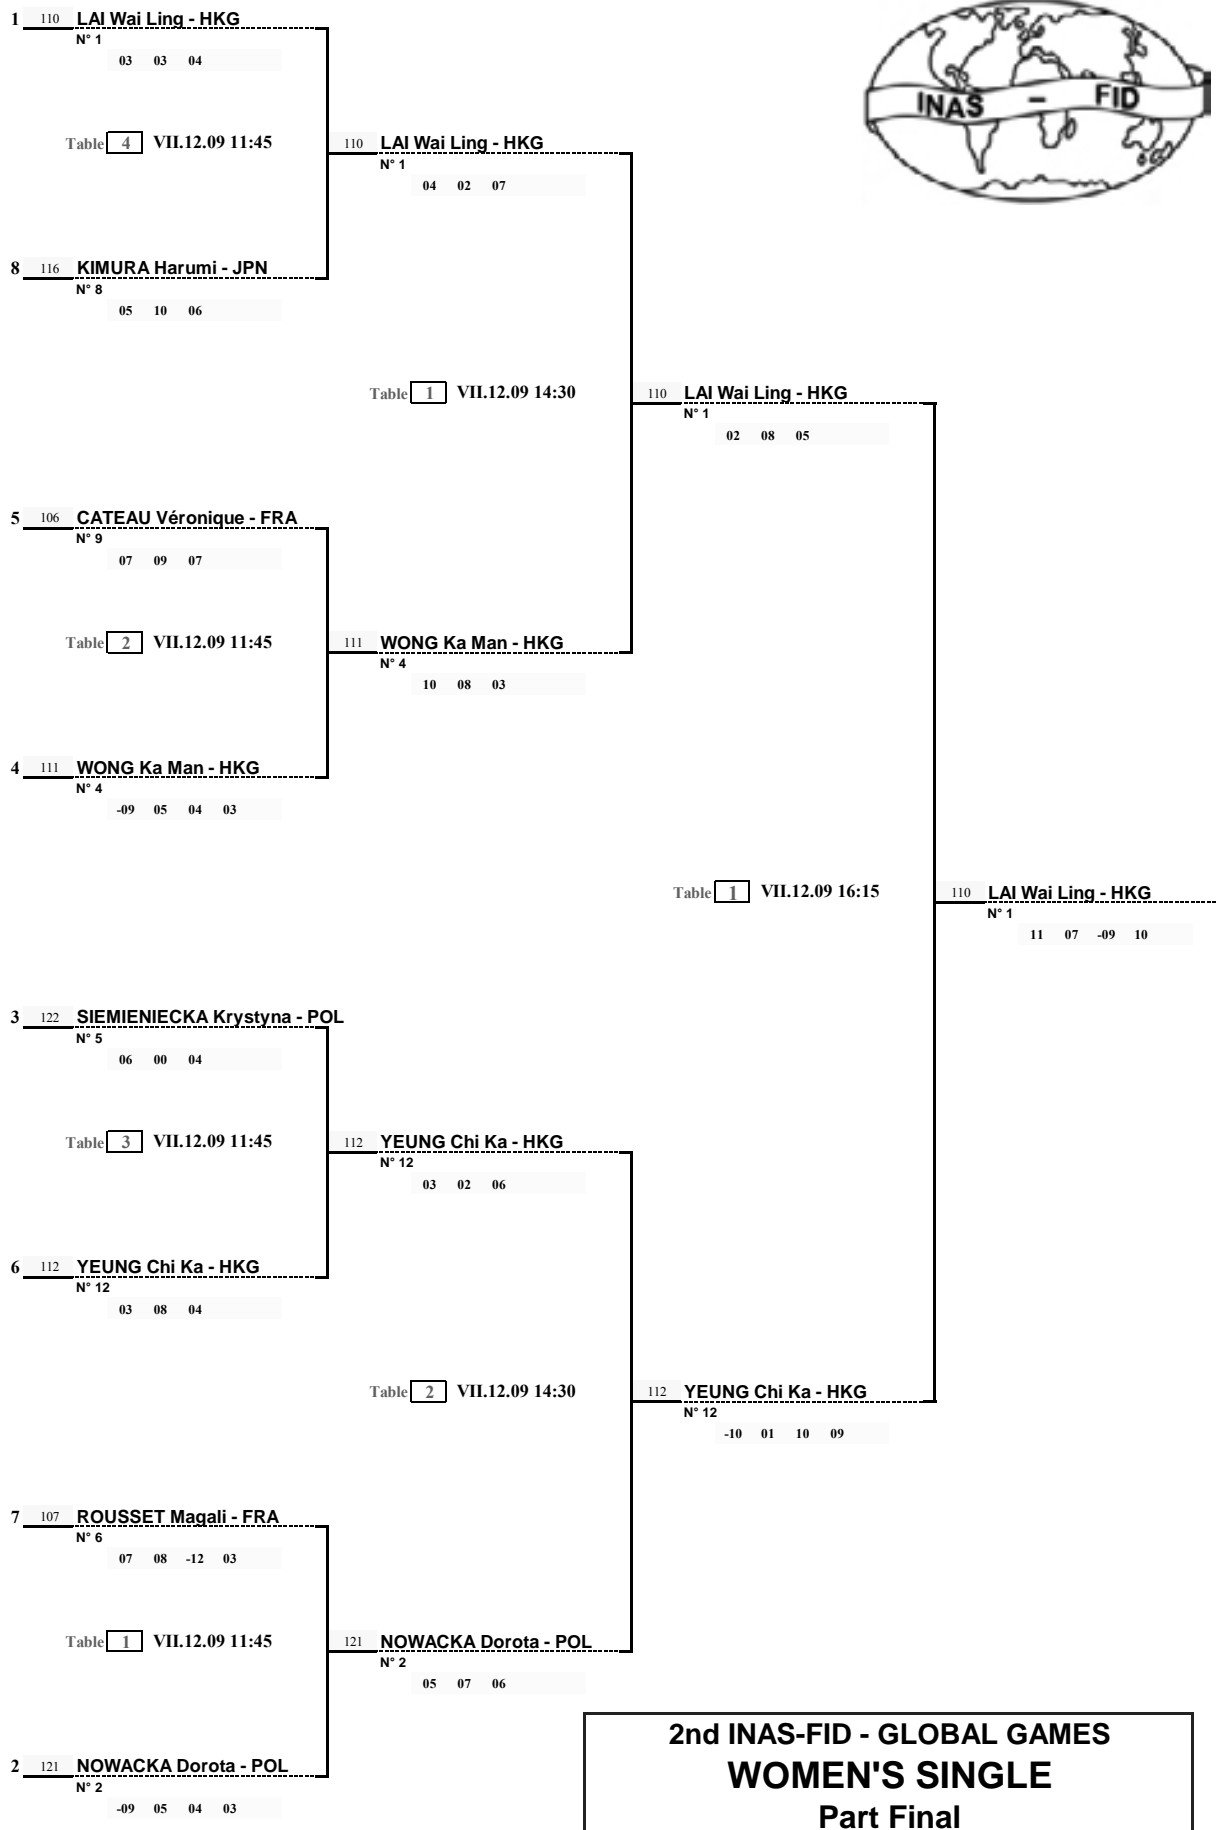 INAS – FID
1 110 LAI Wai Ling - HKG
N° 1
03 03 04
Table 4 VII.12.09 11:45
110 LAI Wai Ling - HKG
N° 1
04 02 07
8 116 KIMURA Harumi - JPN
N° 8
05 10 06
Table 1 VII.12.09 14:30
110 LAI Wai Ling - HKG
N° 1
02 08 05
5 106 CATEAU Véronique - FRA
N° 9
07 09 07
Table 2 VII.12.09 11:45
111 WONG Ka Man - HKG
N° 4
10 08 03
4 111 WONG Ka Man - HKG
N° 4
-09 05 04 03
Table 1 VII.12.09 16:15
110 LAI Wai Ling - HKG
N° 1
11 07 -09 10
3 122 SIEMIENIECKA Krystyna - POL
N° 5
06 00 04
Table 3 VII.12.09 11:45
112 YEUNG Chi Ka - HKG
N° 12
03 02 06
6 112 YEUNG Chi Ka - HKG
N° 12
03 08 04
Table 2 VII.12.09 14:30
112 YEUNG Chi Ka - HKG
N° 12
-10 01 10 09
7 107 ROUSSET Magali - FRA
N° 6
07 08 -12 03
Table 1 VII.12.09 11:45
121 NOWACKA Dorota - POL
N° 2
05 07 06
2 121 NOWACKA Dorota - POL
N° 2
-09 05 04 03
2nd INAS-FID - GLOBAL GAMES
WOMEN'S SINGLE
Part Final